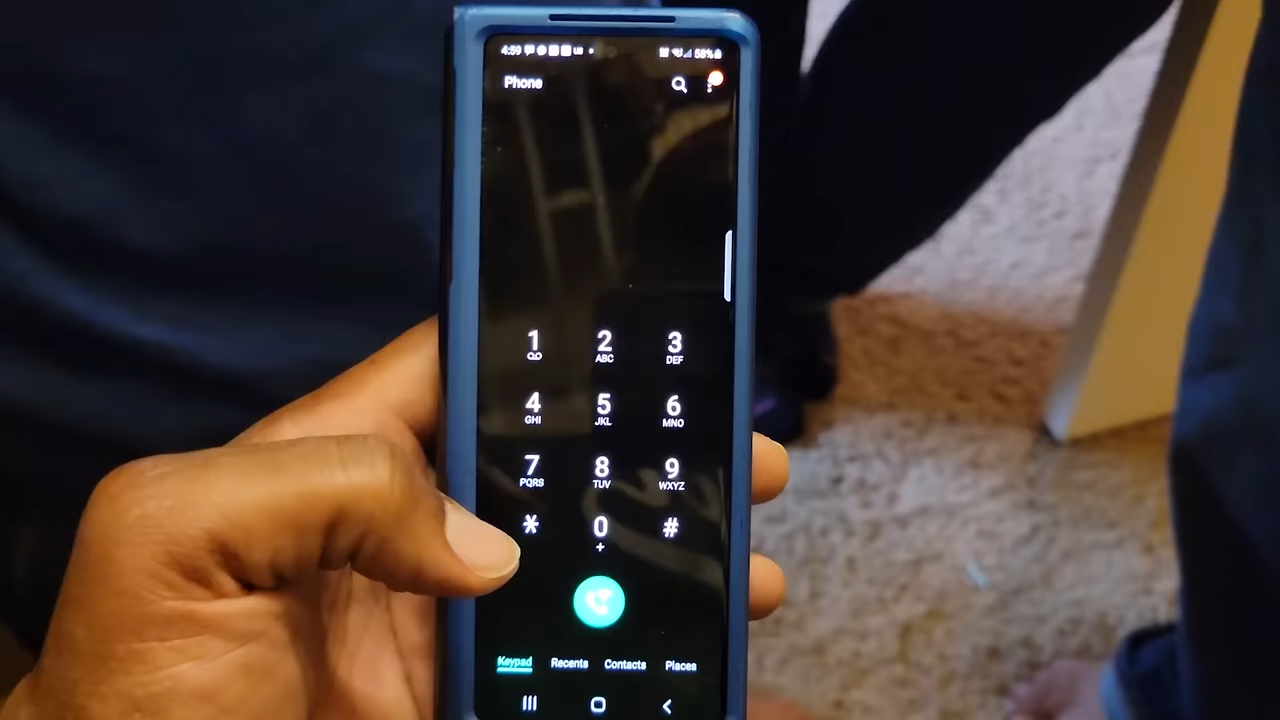 4:59 58%
Phone
1 2 3
ABC DEF
4 5 6
GHI JKL MNO
7 8 9
PQRS TUV WXYZ
* 0 #
+
Keypad Recents Contacts Places